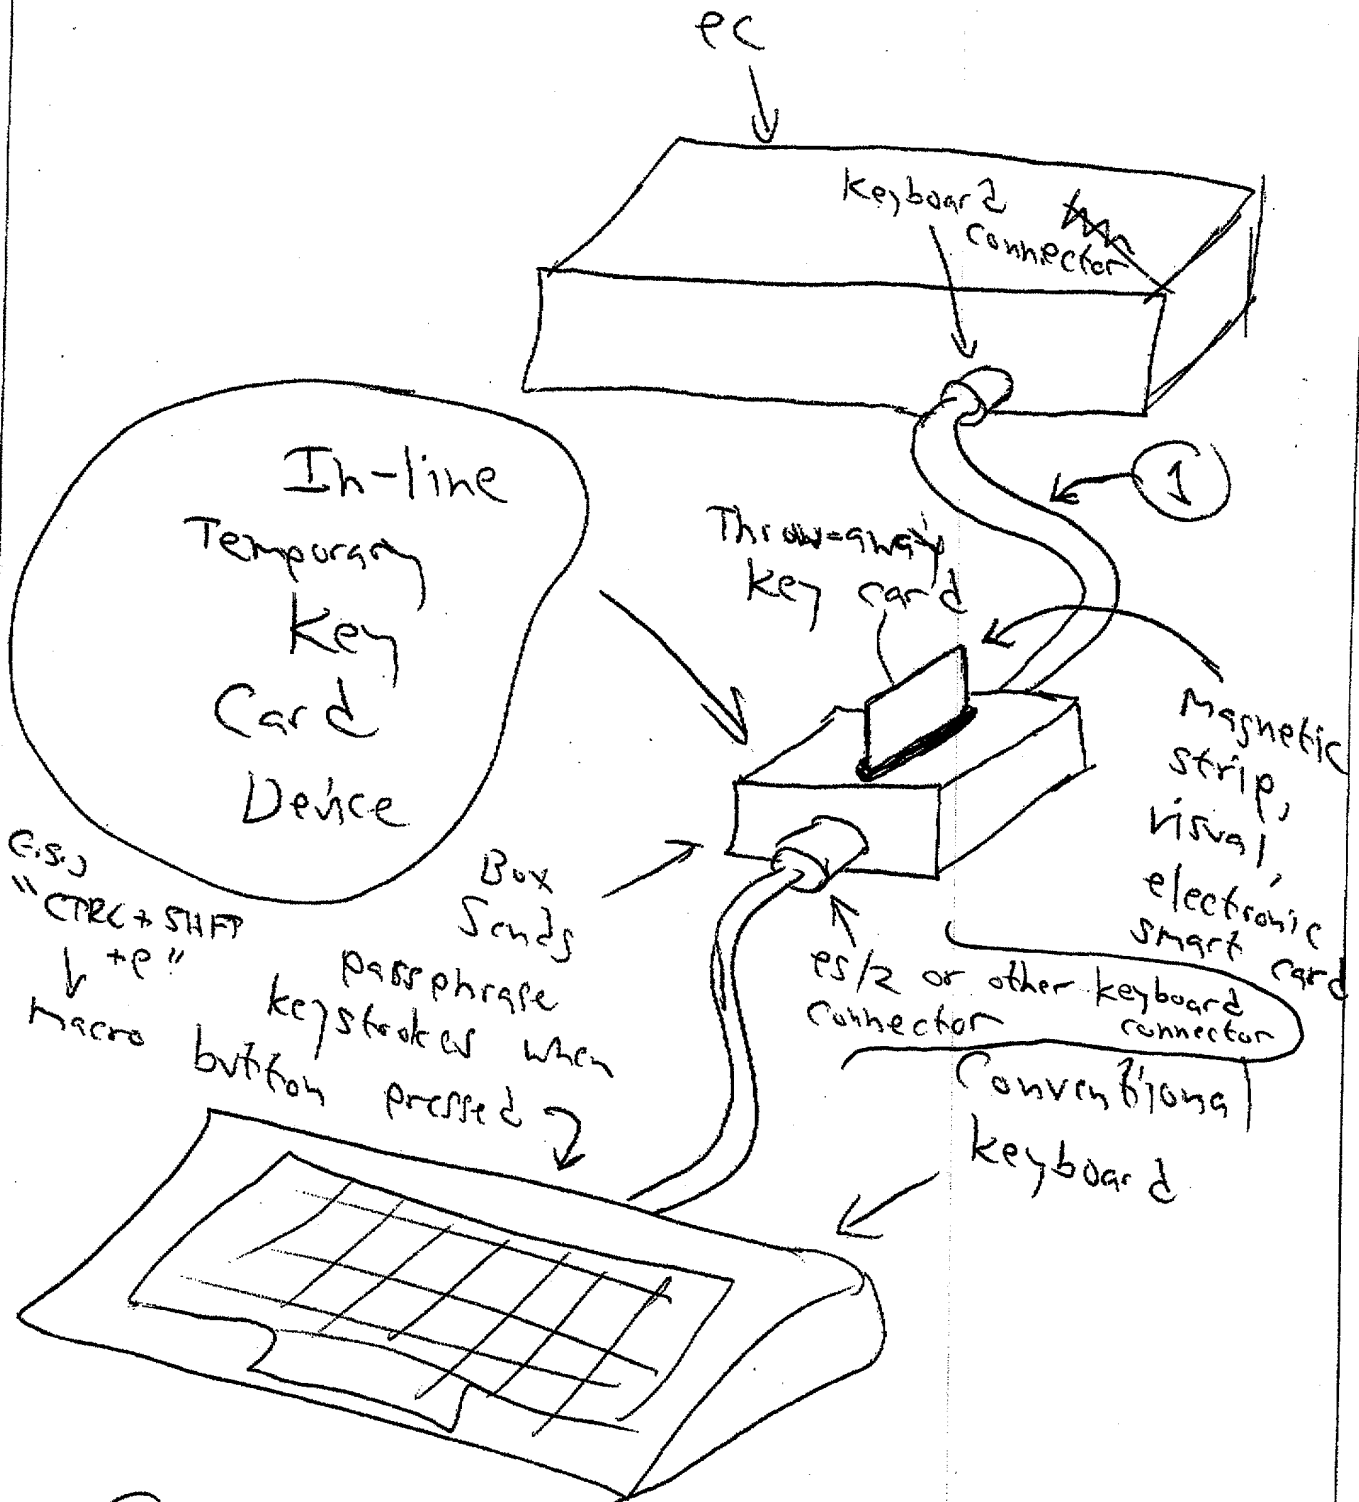 PC
Keyboard
connector
1
In-line
Temporary
Key
Card
Device
Throw-away
key card
Magnetic
strip,
visual,
electronic
smart card
E.g.,
"CTRL + SHFT
+P"
Box
Sends
passphrase
keystrokes when
macro button pressed
PS/2 or other keyboard
connector connector
Conventional
keyboard